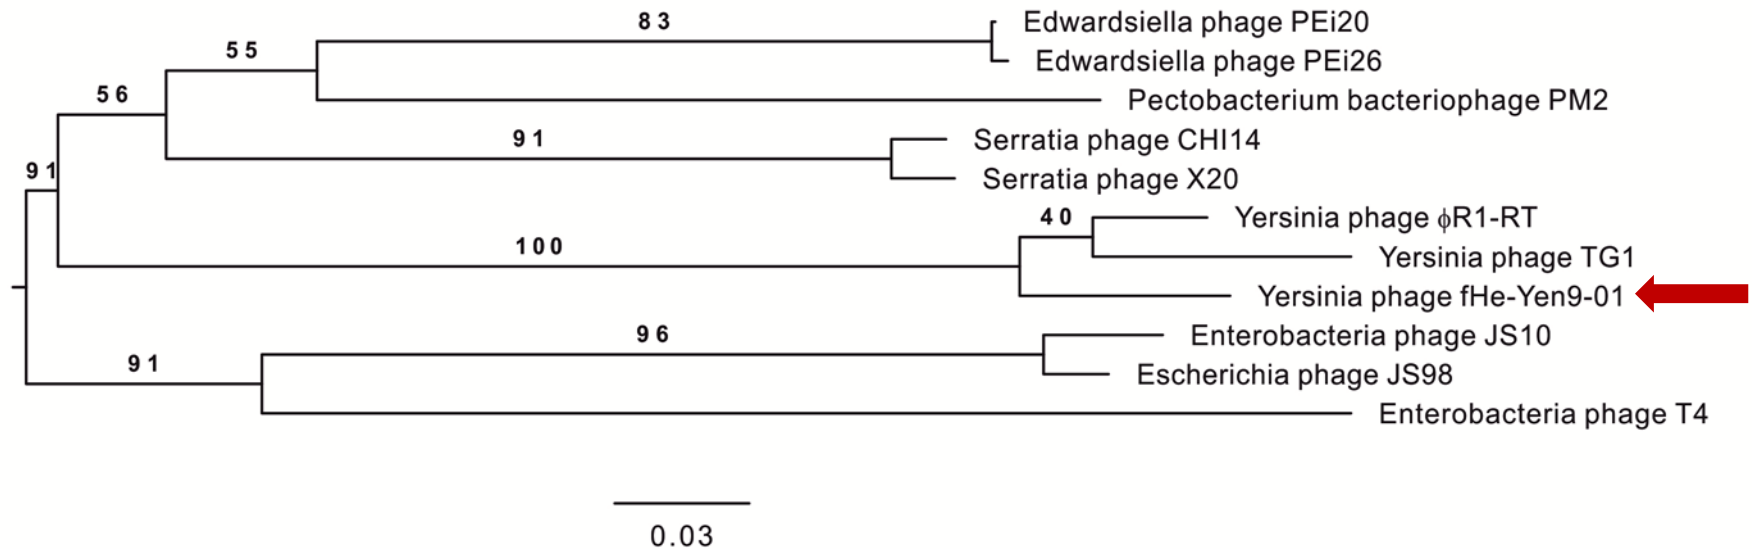 83
Edwardsiella phage PEi20
55
Edwardsiella phage PEi26
56
Pectobacterium bacteriophage PM2
91
Serratia phage CHI14
91
Serratia phage X20
40
Yersinia phage ϕR1-RT
100
Yersinia phage TG1
Yersinia phage fHe-Yen9-01
96
Enterobacteria phage JS10
91
Escherichia phage JS98
Enterobacteria phage T4
0.03